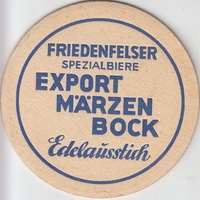 FRIEDENFELSER
SPEZIALBIERE
EXPORT
MÄRZEN
BOCK
Edelausstich